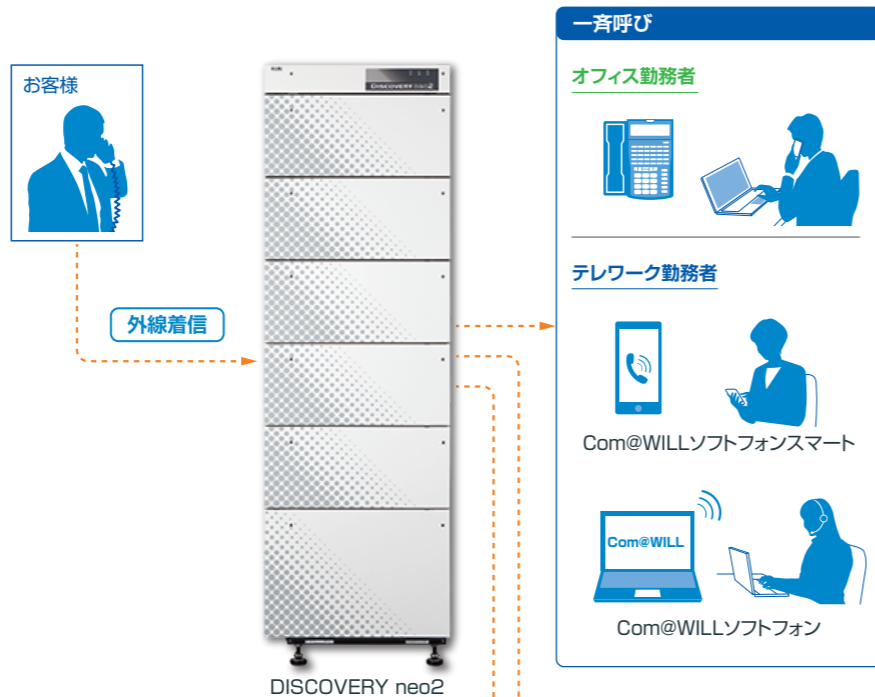 一斉呼び
お客様
オフィス勤務者
DISCOVERY neo2
外線着信
テレワーク勤務者
Com@WILLソフトフォンスマート
Com@WILL
Com@WILLソフトフォン
DISCOVERY neo2